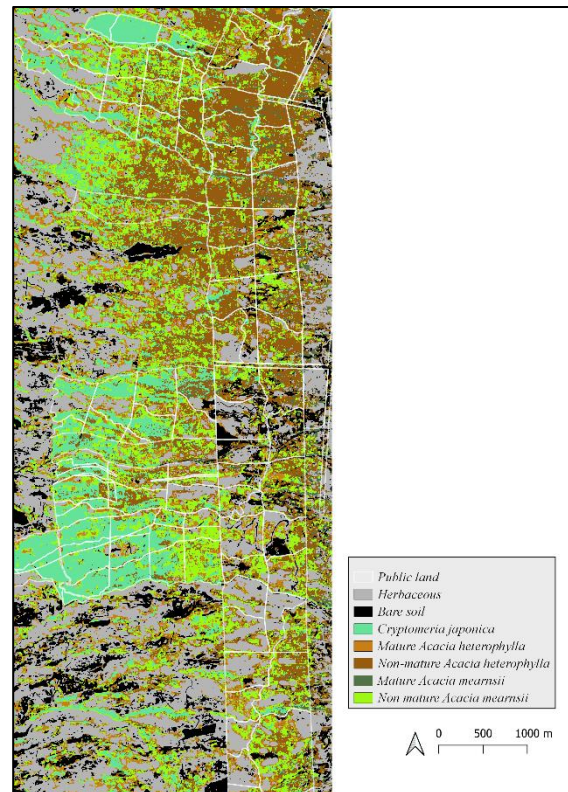 Public land
Herbaceous
Bare soil
Cryptomeria japonica
Mature Acacia heterophylla
Non-mature Acacia heterophylla
Mature Acacia mearnsii
Non mature Acacia mearnsii
0 500 1000 m